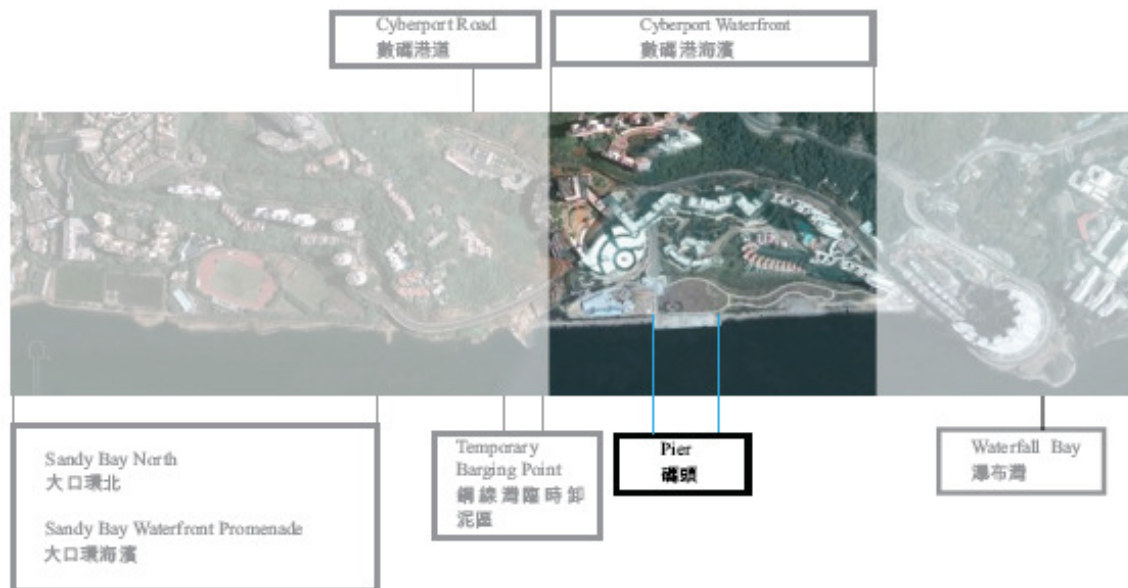 Cyberport Road
數碼港道
Cyberport Waterfront
數碼港海濱
Sandy Bay North
大口環北
Sandy Bay Waterfront Promenade
大口環海濱
Temporary
Barging Point
鋼線灣臨時卸
泥區
Pier
碼頭
Waterfall Bay
瀑布灣